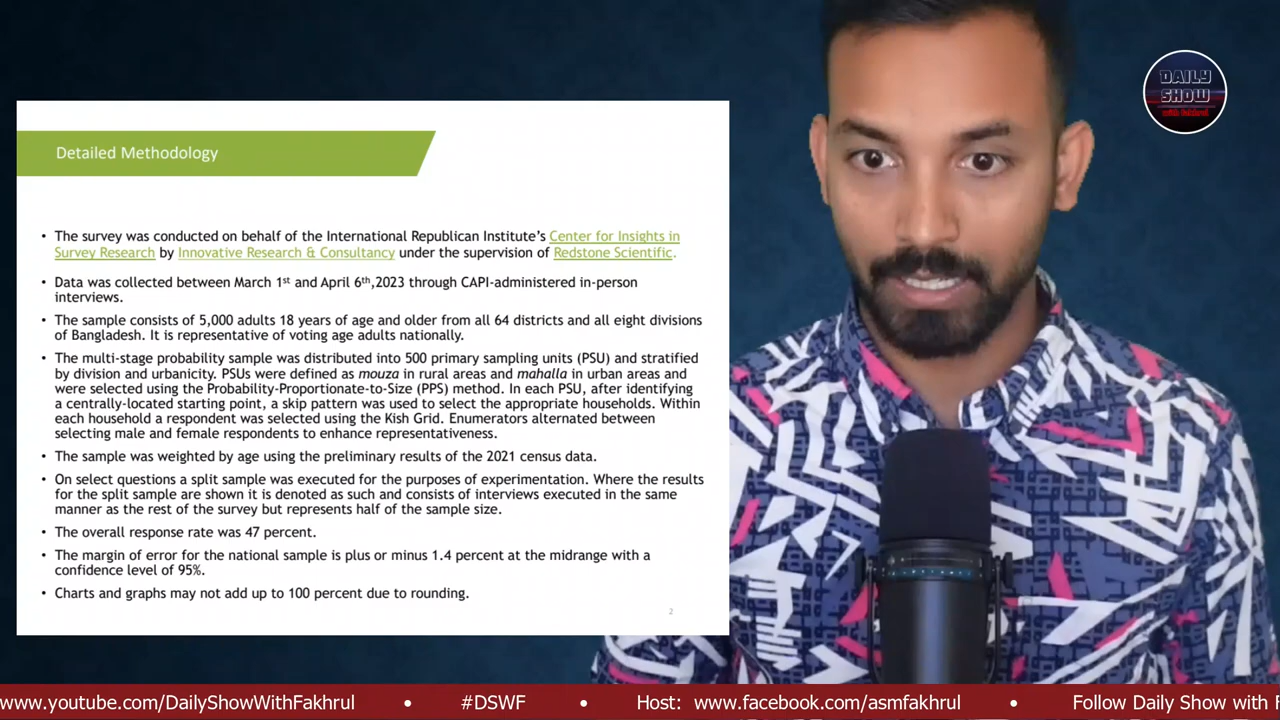 DAILY
SHOW
with Fakhrul
Detailed Methodology
• The survey was conducted on behalf of the International Republican Institute's Center for Insights in
Survey Research by Innovative Research & Consultancy under the supervision of Redstone Scientific.
• Data was collected between March 1st and April 6th,2023 through CAPI-administered in-person
interviews.
• The sample consists of 5,000 adults 18 years of age and older from all 64 districts and all eight divisions
of Bangladesh. It is representative of voting age adults nationally.
• The multi-stage probability sample was distributed into 500 primary sampling units (PSU) and stratified
by division and urbanicity. PSUs were defined as mouza in rural areas and mahalla in urban areas and
were selected using the Probability-Proportionate-to-Size (PPS) method. In each PSU, after identifying
a centrally-located starting point, a skip pattern was used to select the appropriate households. Within
each household a respondent was selected using the Kish Grid. Enumerators alternated between
selecting male and female respondents to enhance representativeness.
• The sample was weighted by age using the preliminary results of the 2021 census data.
• On select questions a split sample was executed for the purposes of experimentation. Where the results
for the split sample are shown it is denoted as such and consists of interviews executed in the same
manner as the rest of the survey but represents half of the sample size.
• The overall response rate was 47 percent.
• The margin of error for the national sample is plus or minus 1.4 percent at the midrange with a
confidence level of 95%.
• Charts and graphs may not add up to 100 percent due to rounding.
2
www.youtube.com/DailyShowWithFakhrul • #DSWF • Host: www.facebook.com/asmfakhrul • Follow Daily Show with